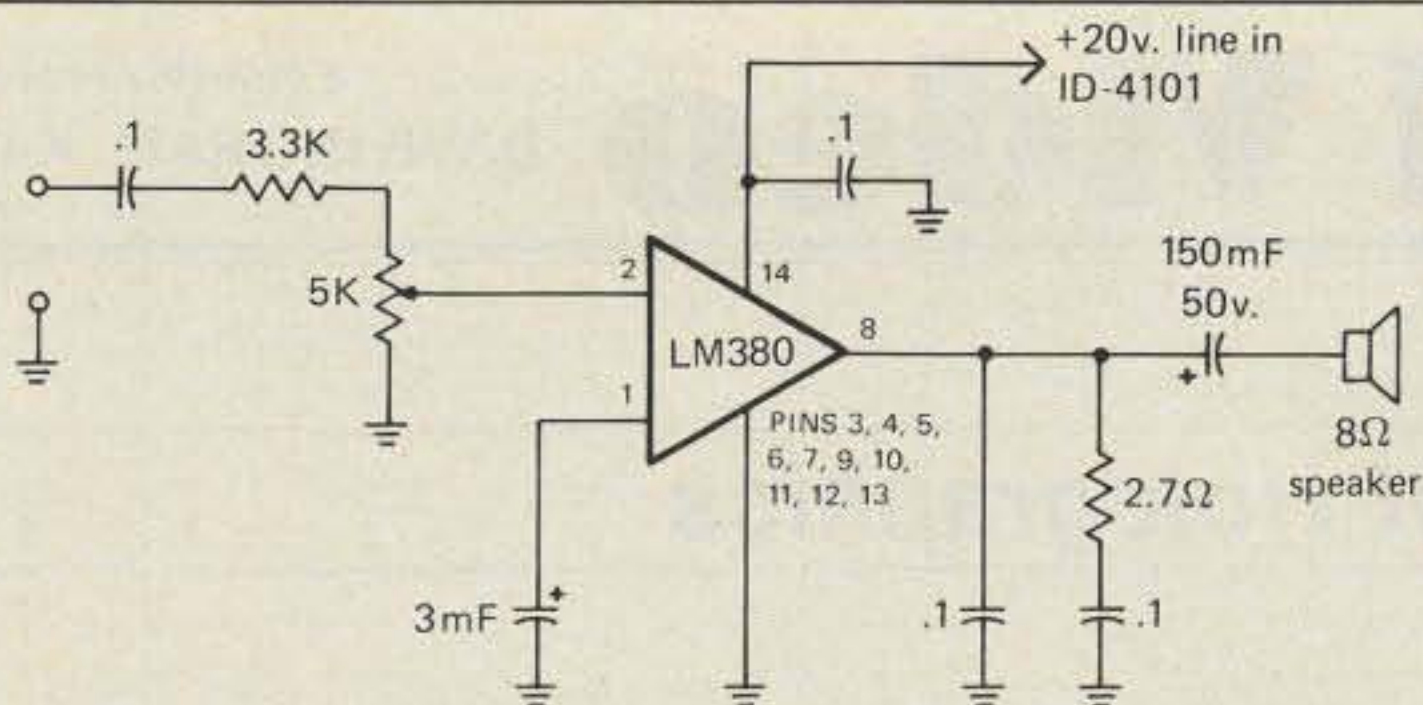 +20v. line in
ID-4101
.1
3.3K
.1
5K
2
14
150mF
50v.
8
LM380
1
PINS 3, 4, 5,
6, 7, 9, 10,
11, 12, 13
+
8Ω
speaker
2.7Ω
3mF
+
.1
.1